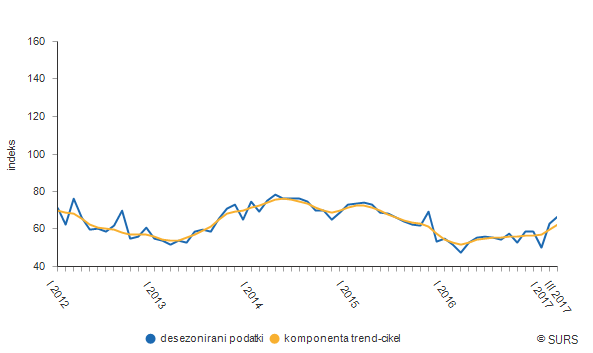 160
140
120
100
80
60
40
indeks
I 2012
I 2013
I 2014
I 2015
I 2016
I 2017
III 2017
desezonirani podatki
komponenta trend-cikel
© SURS